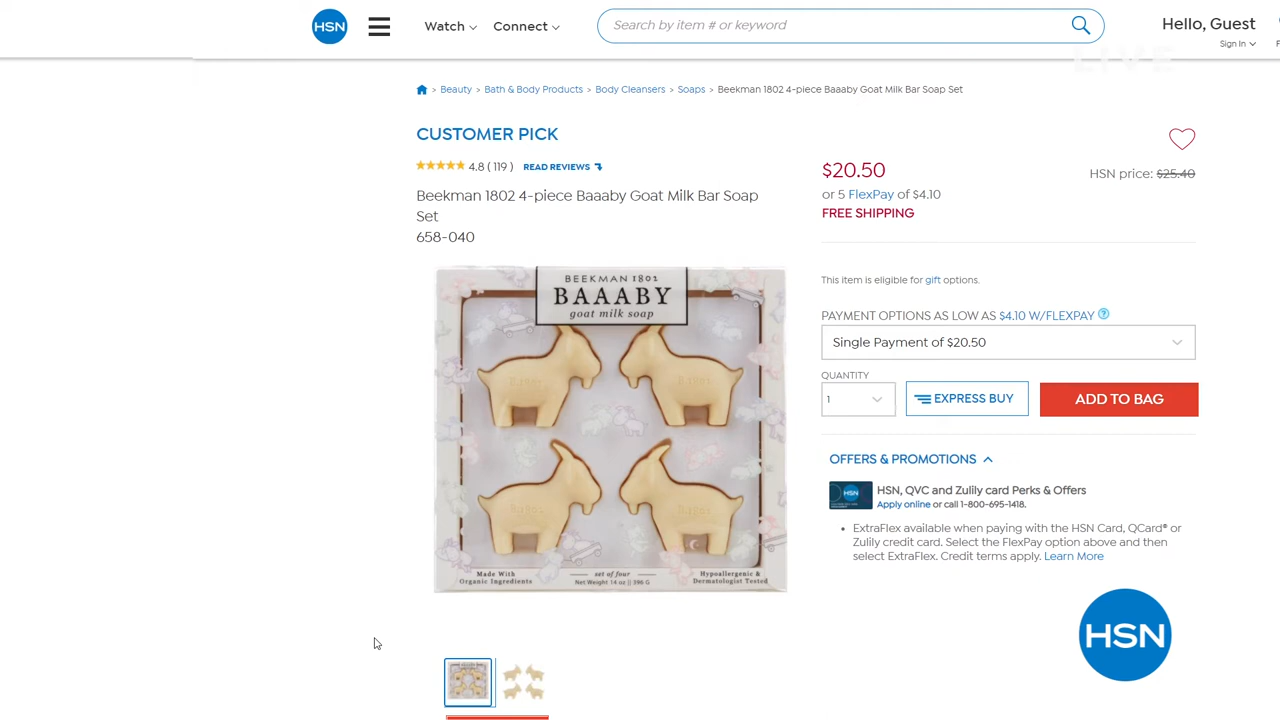 HSN
Watch
Connect
Search by item # or keyword
Hello, Guest
Sign In
LIVE
> Beauty > Bath & Body Products > Body Cleansers > Soaps > Beekman 1802 4-piece Baaaby Goat Milk Bar Soap Set
CUSTOMER PICK
4.8 ( 119 ) READ REVIEWS
Beekman 1802 4-piece Baaaby Goat Milk Bar Soap
Set
658-040
$20.50
HSN price: $25.40
or 5 FlexPay of $4.10
FREE SHIPPING
This item is eligible for gift options.
PAYMENT OPTIONS AS LOW AS $4.10 W/FLEXPAY ?
Single Payment of $20.50
QUANTITY
1
EXPRESS BUY
ADD TO BAG
OFFERS & PROMOTIONS
HSN
HSN, QVC and Zulily card Perks & Offers
Apply online or call 1-800-695-1418.
• ExtraFlex available when paying with the HSN Card, QCard® or
Zulily credit card. Select the FlexPay option above and then
select ExtraFlex. Credit terms apply. Learn More
BEEKMAN 1802
BAAABY
goat milk soap
Made With
Organic Ingredients
set of four
Net Weight 14 oz || 396 G
Hypoallergenic &
Dermatologist Tested
HSN